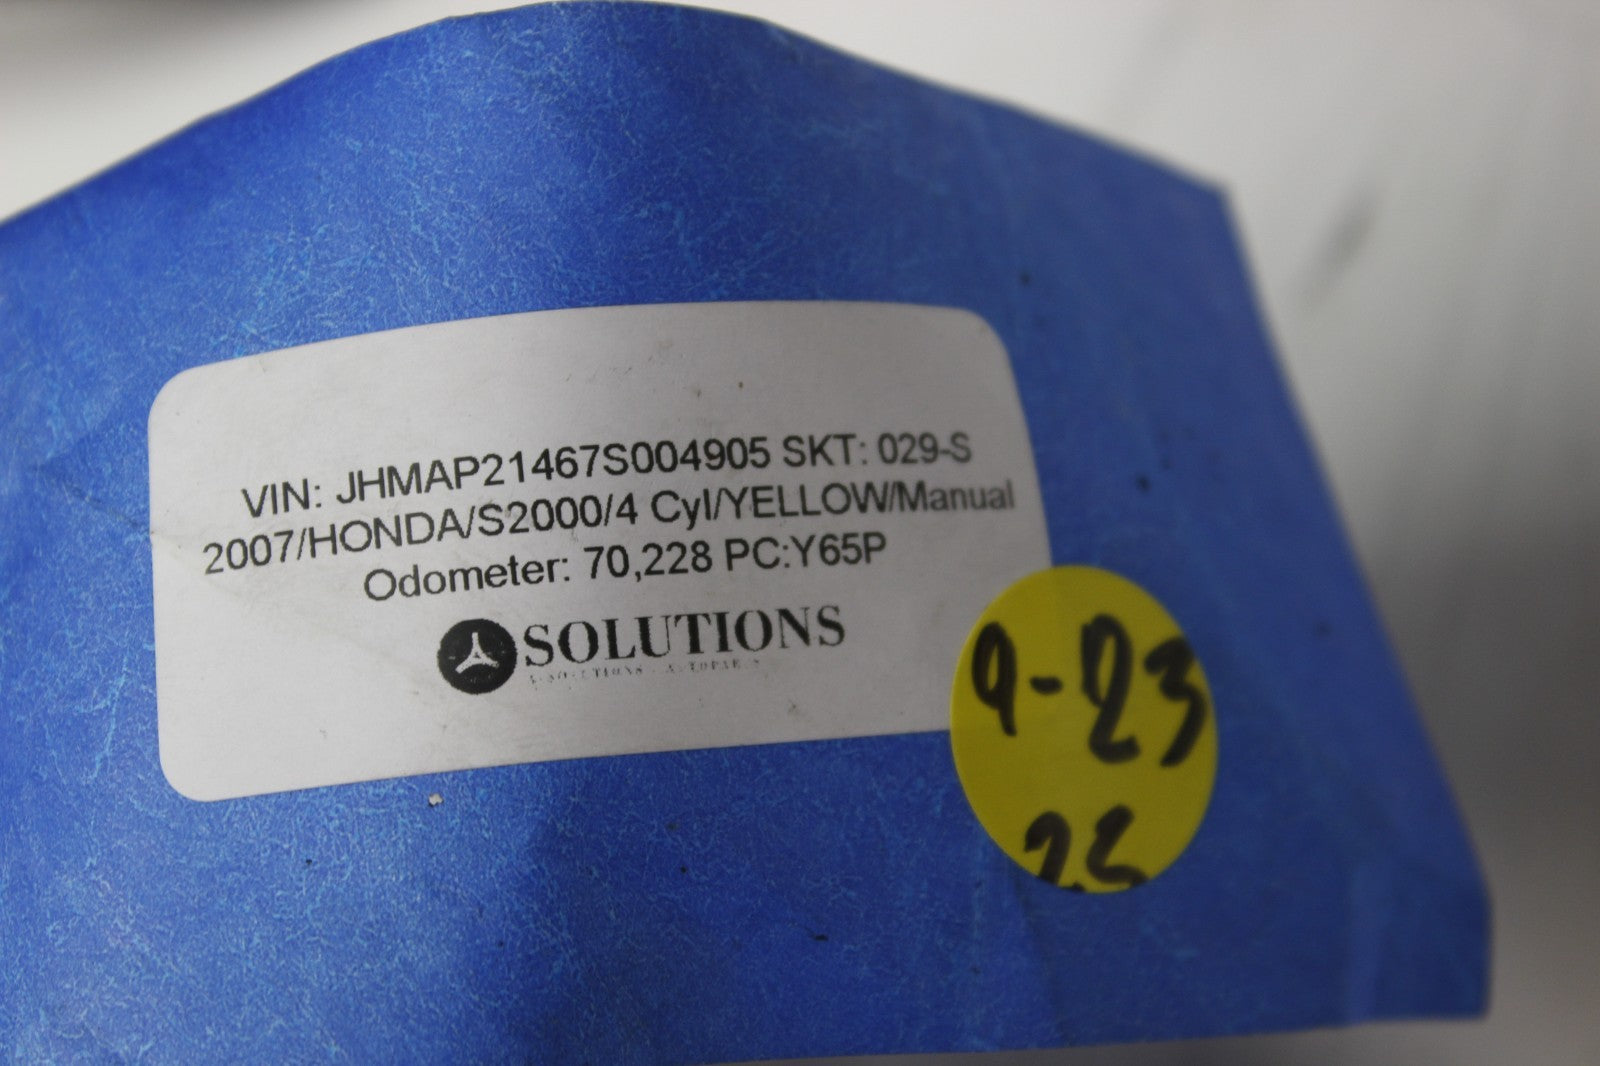 VIN: JHMAP21467S004905 SKT: 029-S
2007/HONDA/S2000/4 Cyl/YELLOW/Manual
Odometer: 70,228 PC:Y65P
SOLUTIONS
9-23
23